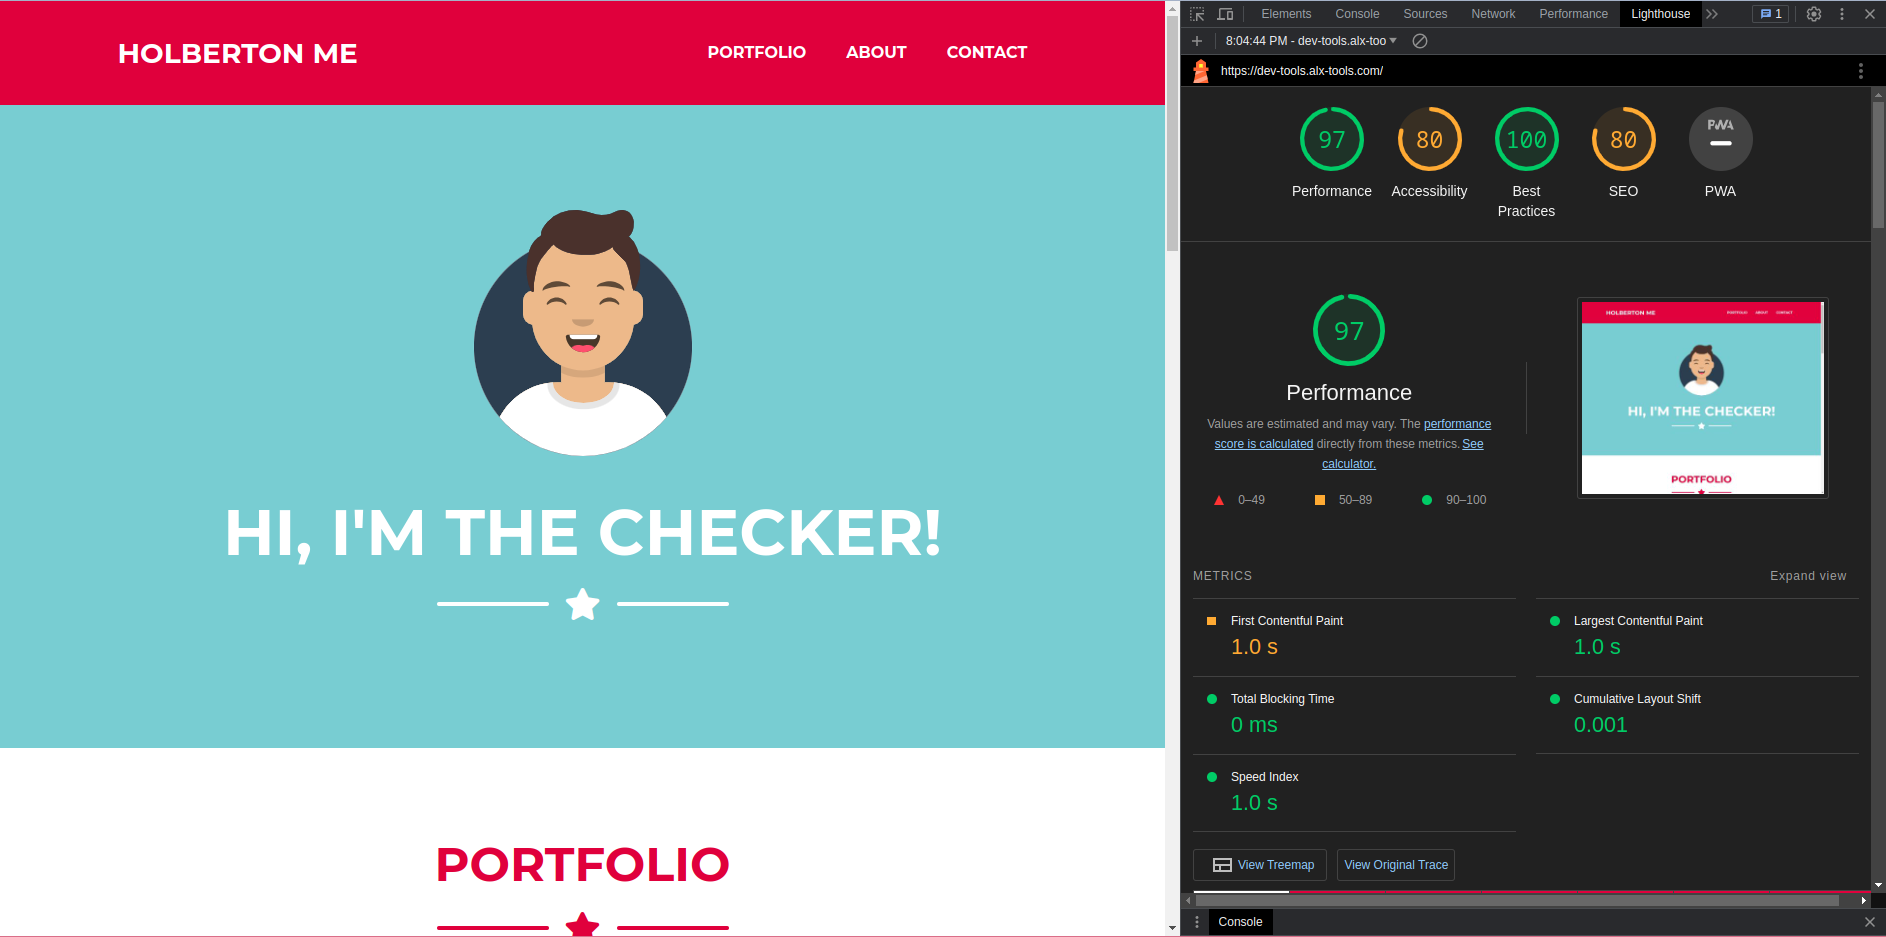 HOLBERTON ME
PORTFOLIO ABOUT CONTACT
HI, I'M THE CHECKER!
PORTFOLIO
Elements Console Sources Network Performance Lighthouse 1
8:04:44 PM - dev-tools.alx-too
https://dev-tools.alx-tools.com/
97 80 100 80 PWA
Performance Accessibility Best Practices SEO PWA
97
Performance
Values are estimated and may vary. The performance
score is calculated directly from these metrics. See
calculator.
0–49 50–89 90–100
HOLBERTON ME PORTFOLIO ABOUT CONTACT
HI, I'M THE CHECKER!
PORTFOLIO
METRICS Expand view
First Contentful Paint
1.0 s
Largest Contentful Paint
1.0 s
Total Blocking Time
0 ms
Cumulative Layout Shift
0.001
Speed Index
1.0 s
View Treemap View Original Trace
Console